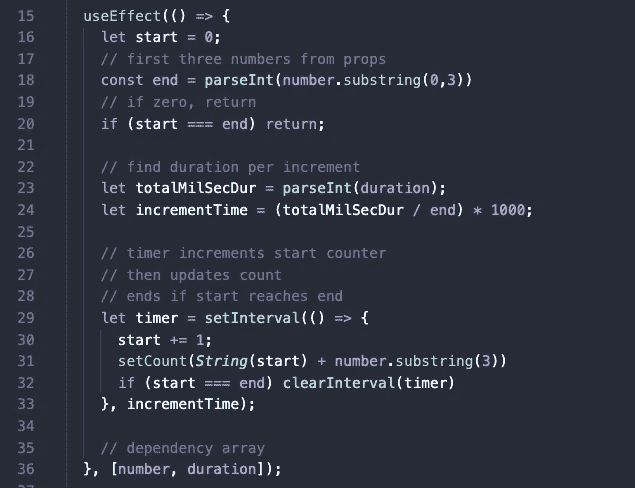 15 useEffect(() => {
16 let start = 0;
17 // first three numbers from props
18 const end = parseInt(number.substring(0,3))
19 // if zero, return
20 if (start === end) return;
21
22 // find duration per increment
23 let totalMilSecDur = parseInt(duration);
24 let incrementTime = (totalMilSecDur / end) * 1000;
25
26 // timer increments start counter
27 // then updates count
28 // ends if start reaches end
29 let timer = setInterval(() => {
30 start += 1;
31 setCount(String(start) + number.substring(3))
32 if (start === end) clearInterval(timer)
33 }, incrementTime);
34
35 // dependency array
36 }, [number, duration]);